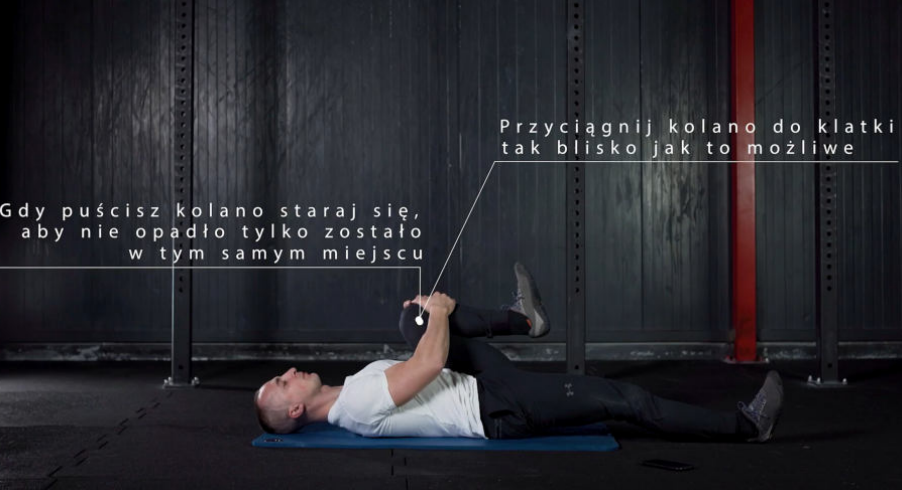 Przyciągnij kolano do klatki
tak blisko jak to możliwe
Gdy puścisz kolano staraj się,
aby nie opadło tylko zostało
w tym samym miejscu